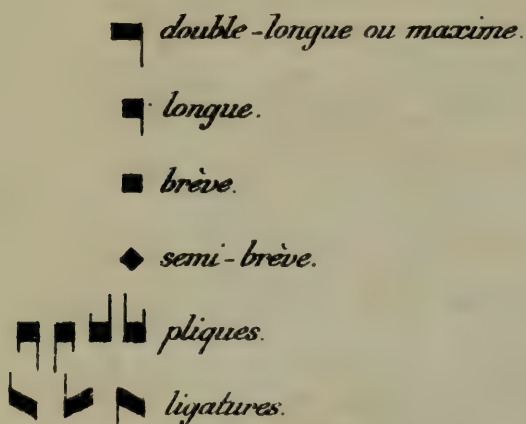 double-longue ou maxime.
longue.
brève.
semi-brève.
pliques.
ligatures.